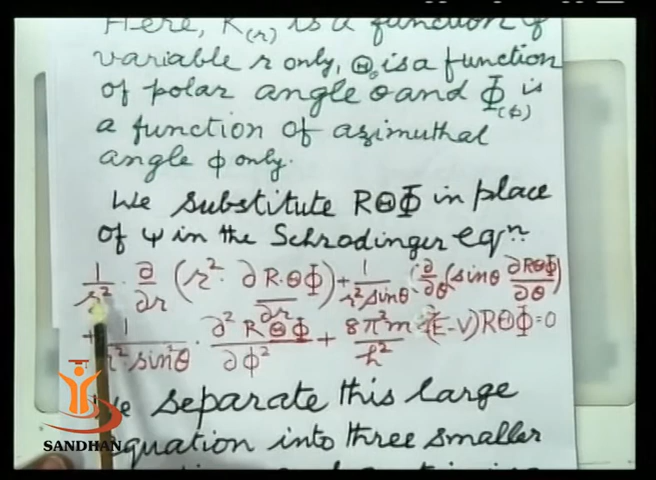 Here, R(r) is a function of
variable r only, Θ is a function
of polar angle θ and Φ(ϕ) is
a function of azimuthal
angle ϕ only.
We substitute RΘΦ in place
of ψ in the Schrodinger eqⁿ
1/r² · ∂/∂r (r² · ∂R·ΘΦ/∂r) + 1/r² sinθ · ∂/∂θ (sinθ ∂RΘΦ/∂θ)
+ 1/r² sin²θ · ∂² RΘΦ/∂ϕ² + 8π²m/h² (E-V) RΘΦ = 0
We separate this large
equation into three smaller
SANDHAN